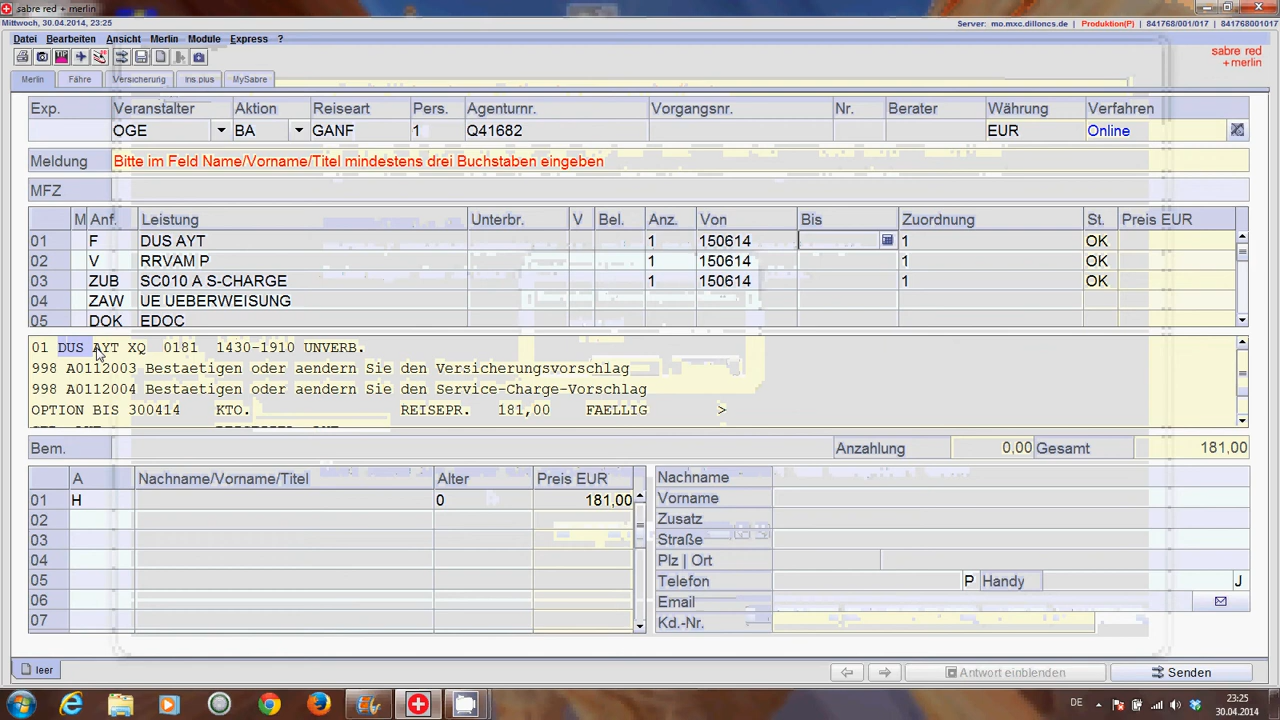 sabre red + merlin
Mittwoch, 30.04.2014, 23:25 Server: mo.mxc.dilloncs.de | Produktion(P) | 841768/001/017 | 841768001017
Datei Bearbeiten Ansicht Merlin Module Express ?
sabre red
+merlin
Merlin Fähre Versicherung ins plus MySabre
Exp. Veranstalter Aktion Reiseart Pers. Agenturnr. Vorgangsnr. Nr. Berater Währung Verfahren
OGE BA GANF 1 Q41682 EUR Online
Meldung Bitte im Feld Name/Vorname/Titel mindestens drei Buchstaben eingeben
MFZ
M Anf. Leistung Unterbr. V Bel. Anz. Von Bis Zuordnung St. Preis EUR
01 F DUS AYT 1 150614 1 OK
02 V RRVAM P 1 150614 1 OK
03 ZUB SC010 A S-CHARGE 1 150614 1 OK
04 ZAW UE UEBERWEISUNG
05 DOK EDOC
01 DUS AYT XQ 0181 1430-1910 UNVERB.
998 A0112003 Bestaetigen oder aendern Sie den Versicherungsvorschlag
998 A0112004 Bestaetigen oder aendern Sie den Service-Charge-Vorschlag
OPTION BIS 300414 KTO. REISEPR. 181,00 FAELLIG >
Bem. Anzahlung 0,00 Gesamt 181,00
A Nachname/Vorname/Titel Alter Preis EUR
01 H 0 181,00
02
03
04
05
06
07
Nachname
Vorname
Zusatz
Straße
Plz | Ort
Telefon P Handy J
Email
Kd.-Nr.
leer Antwort einblenden Senden
DE 23:25
30.04.2014